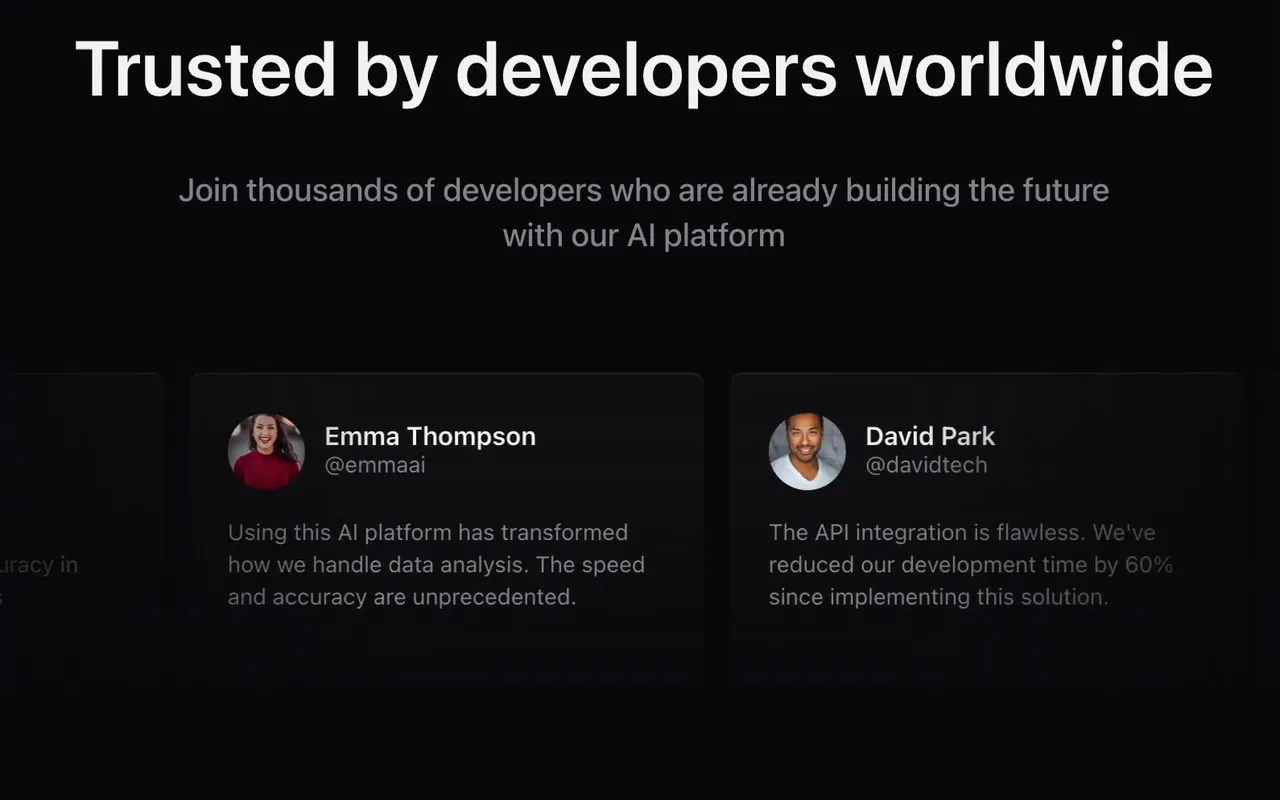 Trusted by developers worldwide
Join thousands of developers who are already building the future
with our AI platform
Emma Thompson
@emmaai
Using this AI platform has transformed
how we handle data analysis. The speed
and accuracy are unprecedented.
David Park
@davidtech
The API integration is flawless. We've
reduced our development time by 60%
since implementing this solution.
in